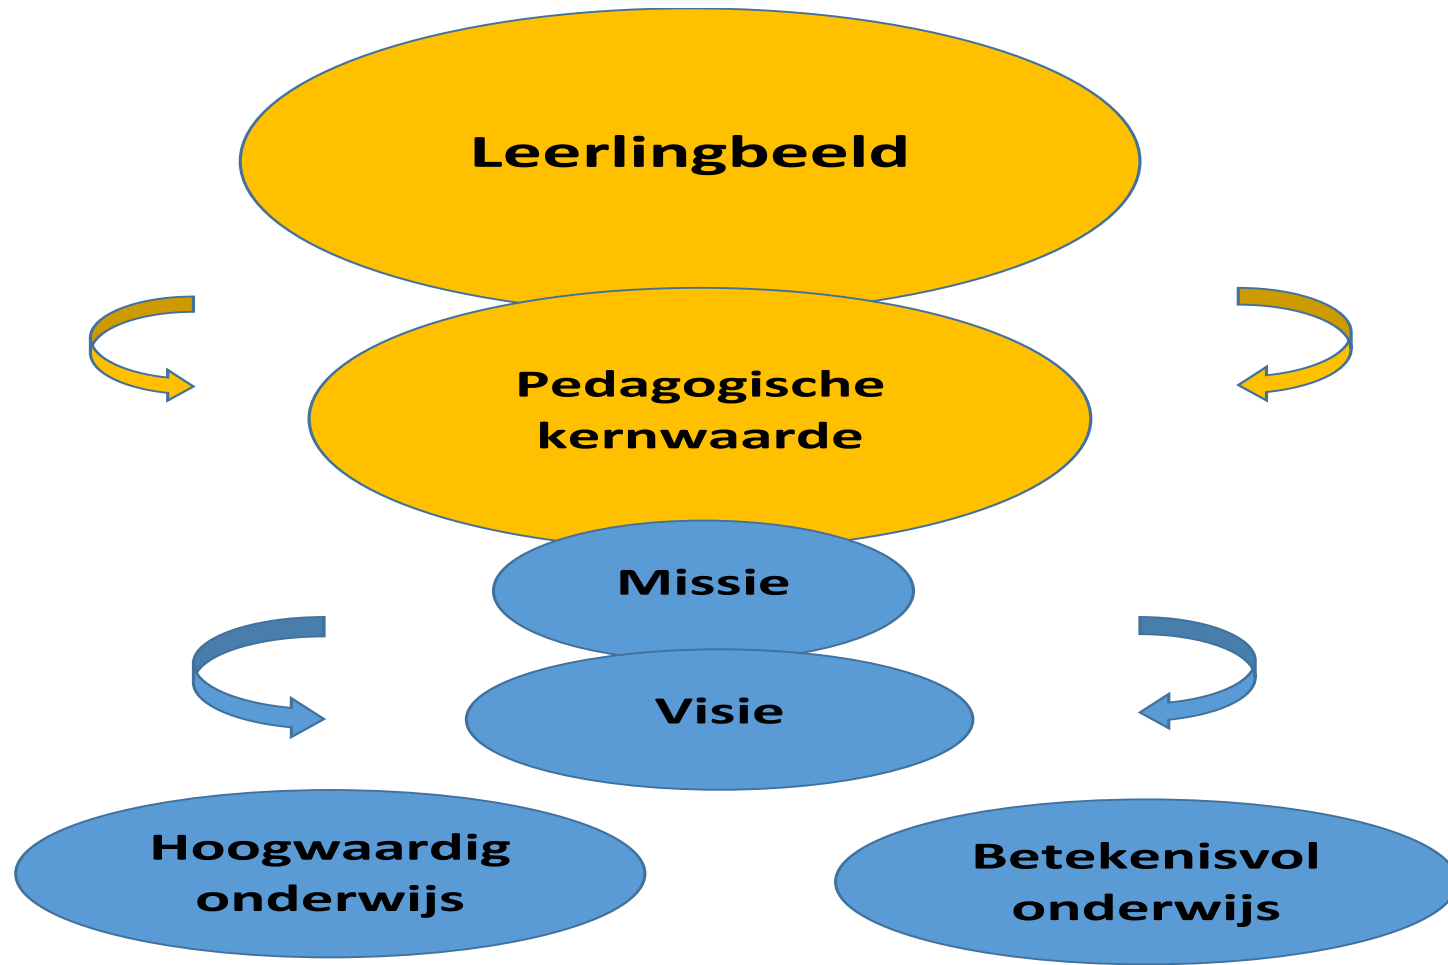 Leerlingbeeld
Pedagogische
kernwaarde
Missie
Visie
Hoogwaardig
onderwijs
Betekenisvol
onderwijs